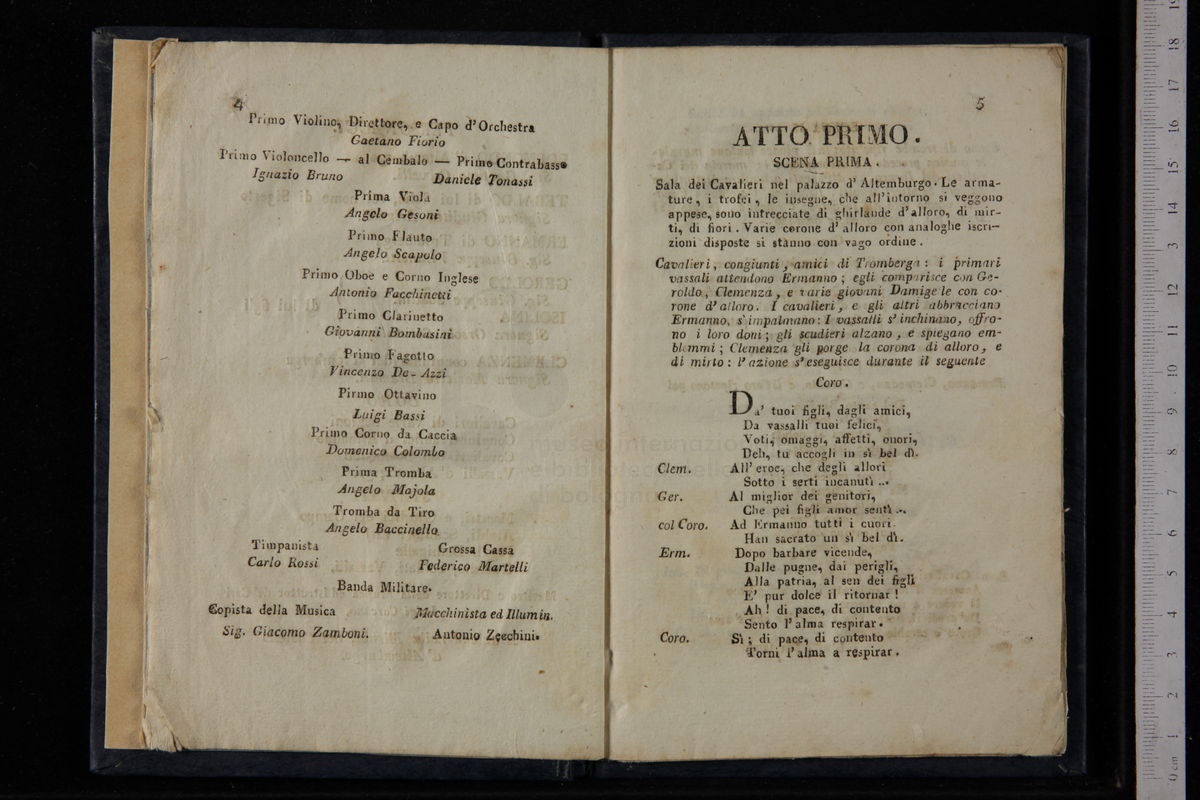 4
Primo Violino, Direttore, e Capo d'Orchestra
Gaetano Fiorio
Primo Violoncello — al Cembalo — Primo Contrabasso
Ignazio Bruno Daniele Tonassi
Prima Viola
Angelo Gesoni
Primo Flauto
Angelo Scapolo
Primo Oboe e Corno Inglese
Antonio Facchinetti
Primo Clarinetto
Giovanni Bombasini
Primo Fagotto
Vincenzo De-Azzi
Pirmo Ottavino
Luigi Bassi
Primo Corno da Caccia
Domenico Colombo
Prima Tromba
Angelo Majola
Tromba da Tiro
Angelo Baccinello
Timpanista Grossa Cassa
Carlo Rossi Federico Martelli
Banda Militare.
Copista della Musica Macchinista ed Illumin.
Sig. Giacomo Zamboni. Antonio Zecchini.
5
ATTO PRIMO.
SCENA PRIMA.
Sala dei Cavalieri nel palazzo d'Altemburgo. Le arma-
ture, i trofei, le insegne, che all'intorno si veggono
appese, sono intrecciate di ghirlande d'alloro, di mir-
ti, di fiori. Varie corone d'alloro con analoghe iscri-
zioni disposte si stanno con vago ordine.
Cavalieri, congiunti, amici di Tromberga: i primari
vassali attendono Ermanno; egli comparisce con Ge-
roldo, Clemenza, e varie giovani Damigelle con co-
rone d'alloro. I cavalieri, e gli altri abbracciano
Ermanno, s'impalmano: I vassalli s'inchinano, offro-
no i loro doni; gli scudieri alzano, e spiegano em-
blemmi; Clemenza gli porge la corona di alloro, e
di mirto: l'azione s'eseguisce durante il seguente
Coro.
Da' tuoi figli, dagli amici,
Da vassalli tuoi felici,
Voti, omaggi, affetti, onori,
Deh, tu accogli in sì bel dì.
Clem. All'eroe, che degli allori
Sotto i serti incanutì ...
Ger. Al miglior dei genitori,
Che pei figli amor sentì ...
col Coro. Ad Ermanno tutti i cuori
Han sacrato un sì bel dì.
Erm. Dopo barbare vicende,
Dalle pugne, dai perigli,
Alla patria, al sen dei figli
E' pur dolce il ritornar!
Ah! di pace, di contento
Sento l'alma respirar.
Coro. Sì; di pace, di contento
Torni l'alma a respirar.